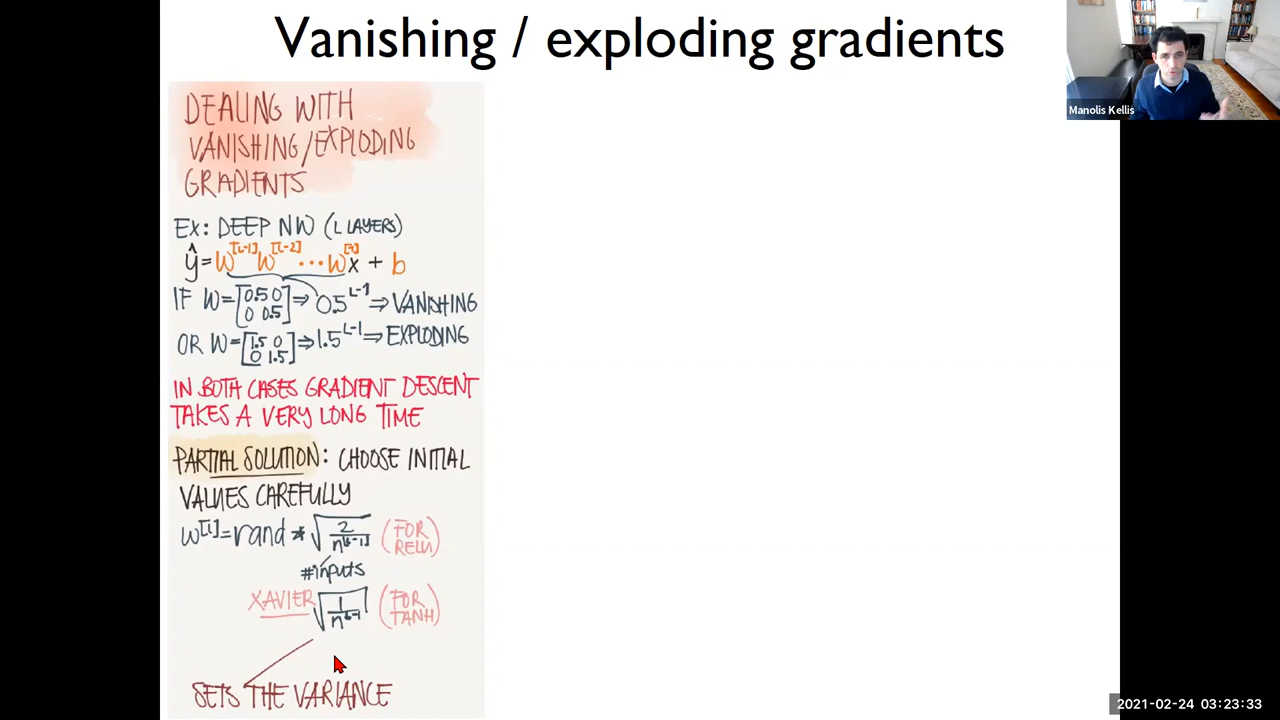 Vanishing / exploding gradients
Manolis Kellis
DEALING WITH
VANISHING/EXPLODING
GRADIENTS
EX: DEEP NW (L LAYERS)
ŷ = W^[L-1] W^[L-2] ... W^[1] x + b
IF W = [0.5 0 / 0 0.5] ⇒ 0.5^L-1 ⇒ VANISHING
OR W = [1.5 0 / 0 1.5] ⇒ 1.5^L-1 ⇒ EXPLODING
IN BOTH CASES GRADIENT DESCENT
TAKES A VERY LONG TIME
PARTIAL SOLUTION: CHOOSE INITIAL
VALUES CAREFULLY
W^[l] = rand * √(2/n^[l-1]) (FOR RELU)
#inputs
XAVIER √(1/n^l-1) (FOR TANH)
SETS THE VARIANCE
2021-02-24 03:23:33